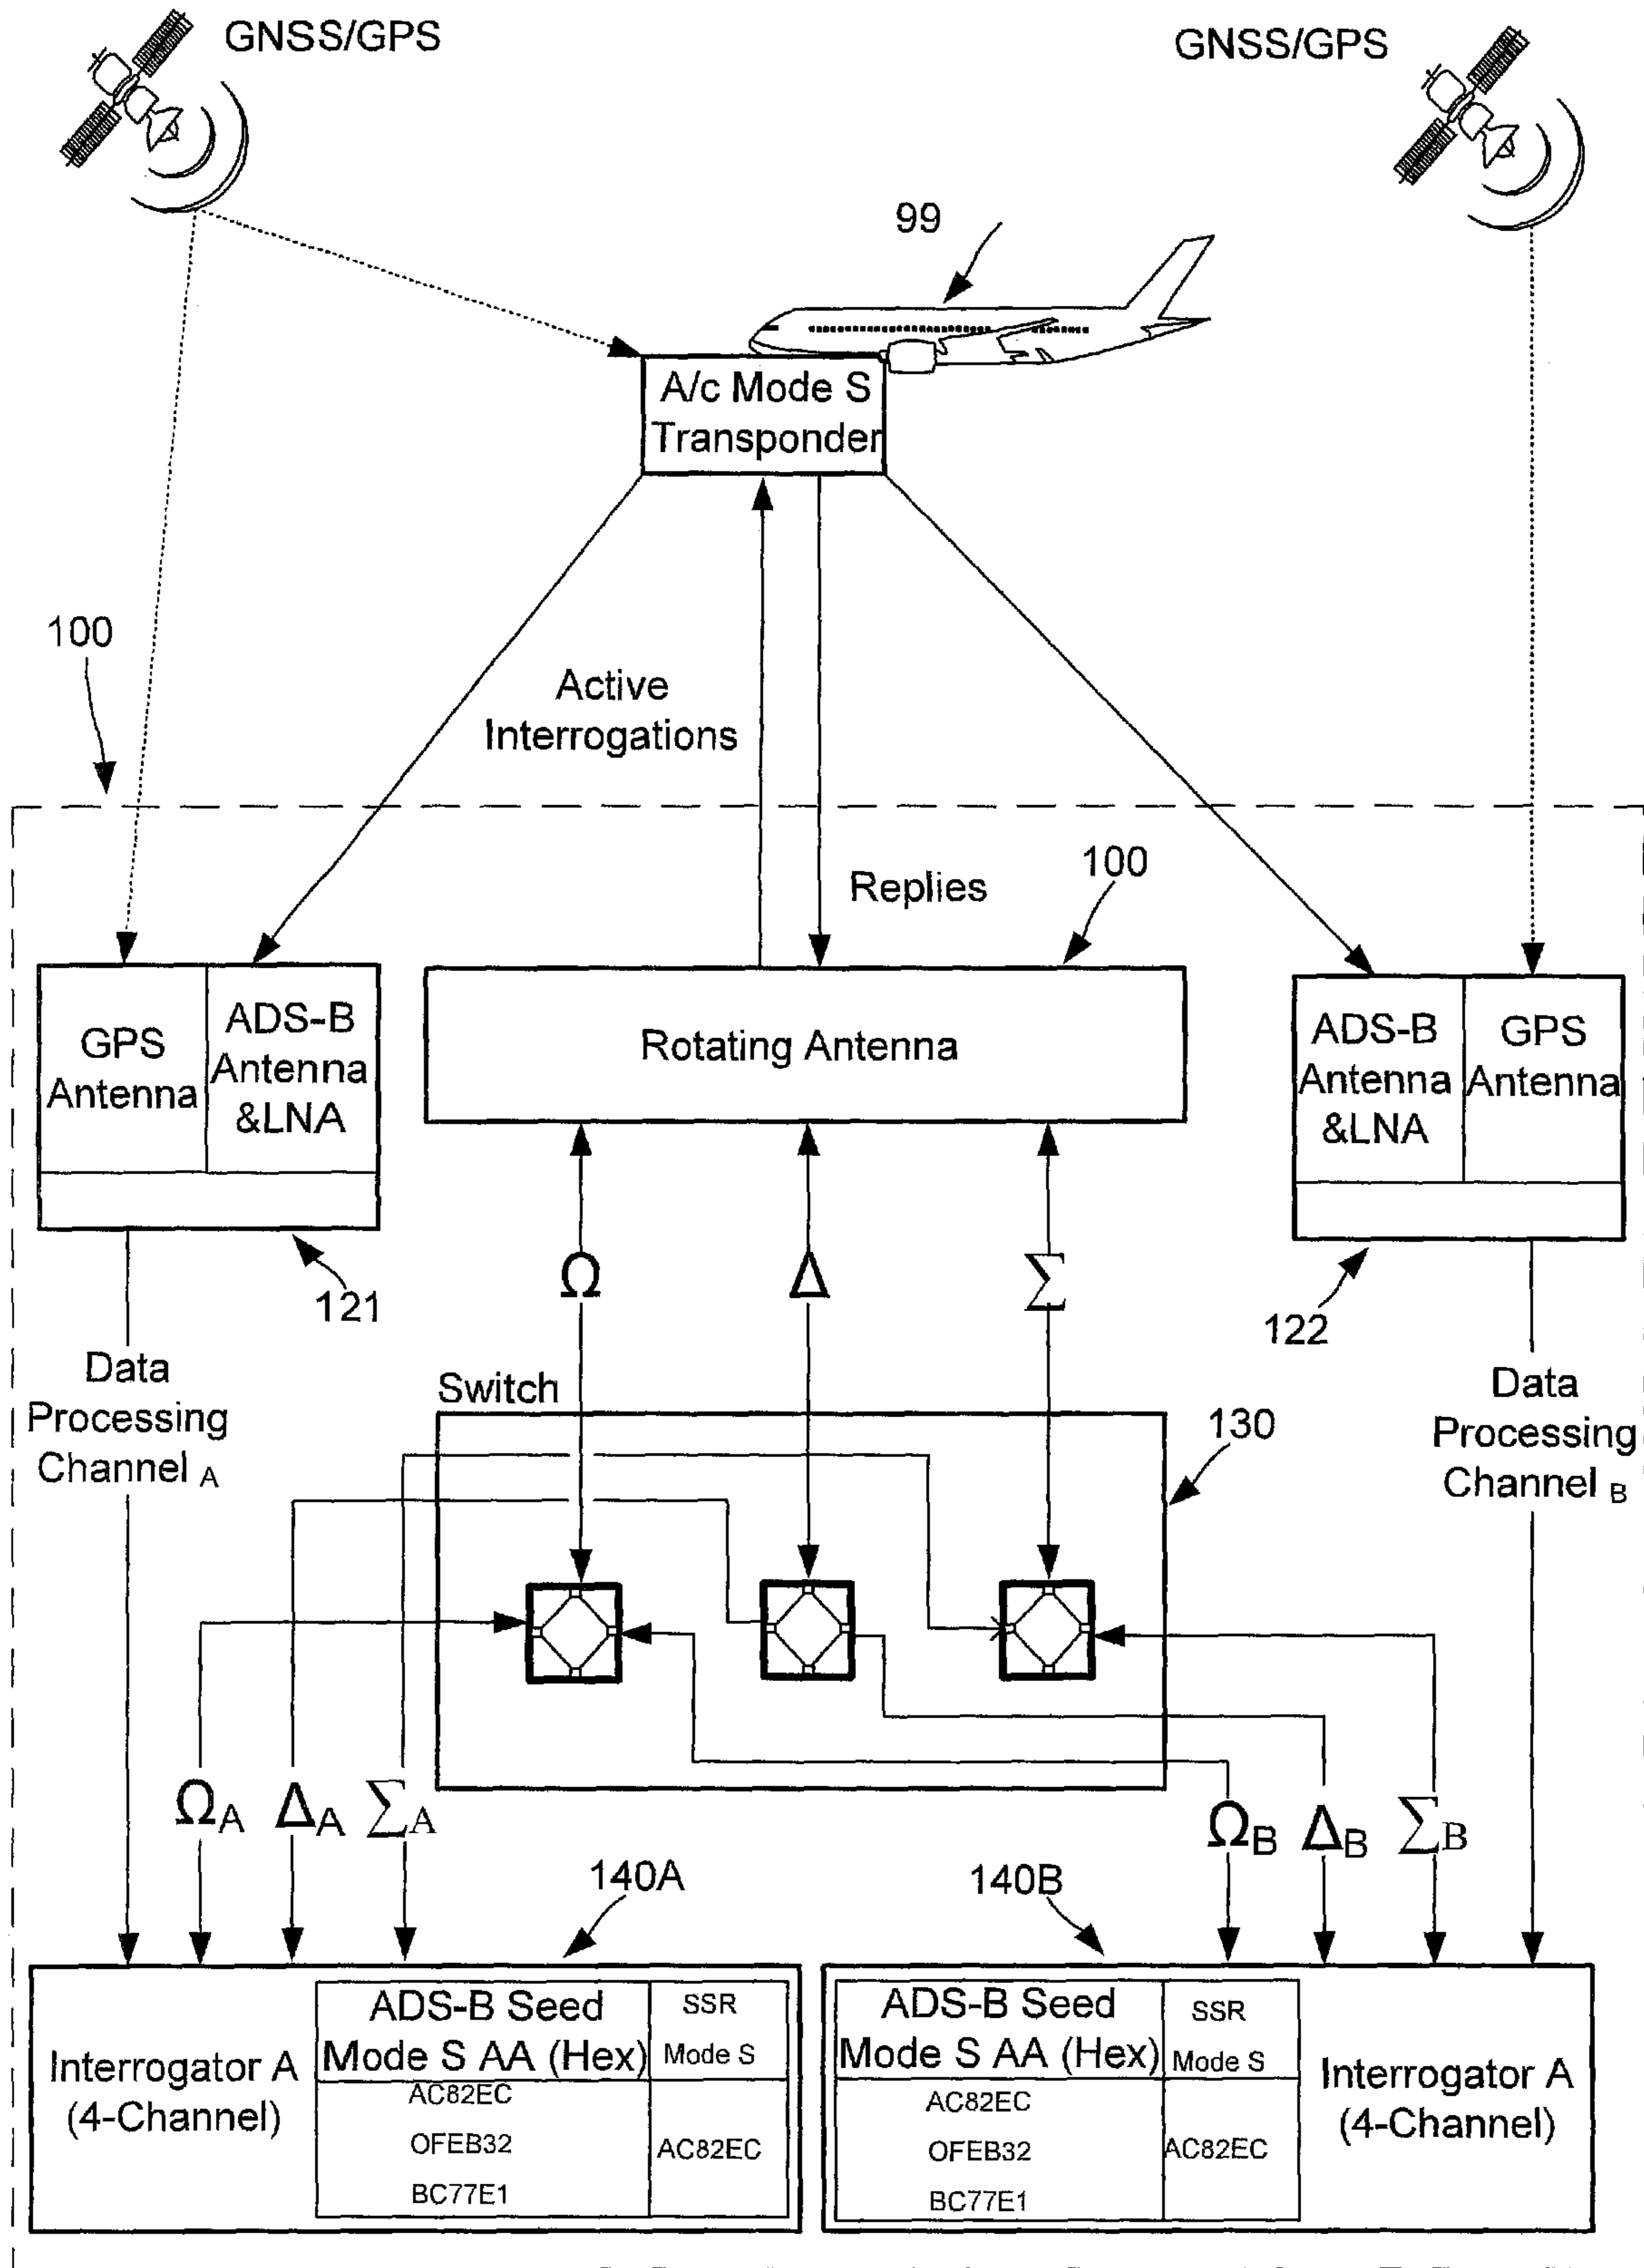 GNSS/GPS
GNSS/GPS
99
A/c Mode S
Transponder
100
Active
Interrogations
Replies
100
GPS
Antenna
ADS-B
Antenna
&LNA
Rotating Antenna
ADS-B
Antenna
&LNA
GPS
Antenna
Ω
Δ
Σ
121
122
Data
Processing
Channel A
Switch
130
Data
Processing
Channel B
ΩA
ΔA
ΣA
ΩB
ΔB
ΣB
140A
140B
Interrogator A
(4-Channel)
ADS-B Seed
Mode S AA (Hex)
SSR
Mode S
AC82EC
OFEB32
BC77E1
AC82EC
ADS-B Seed
Mode S AA (Hex)
SSR
Mode S
AC82EC
OFEB32
BC77E1
AC82EC
Interrogator A
(4-Channel)